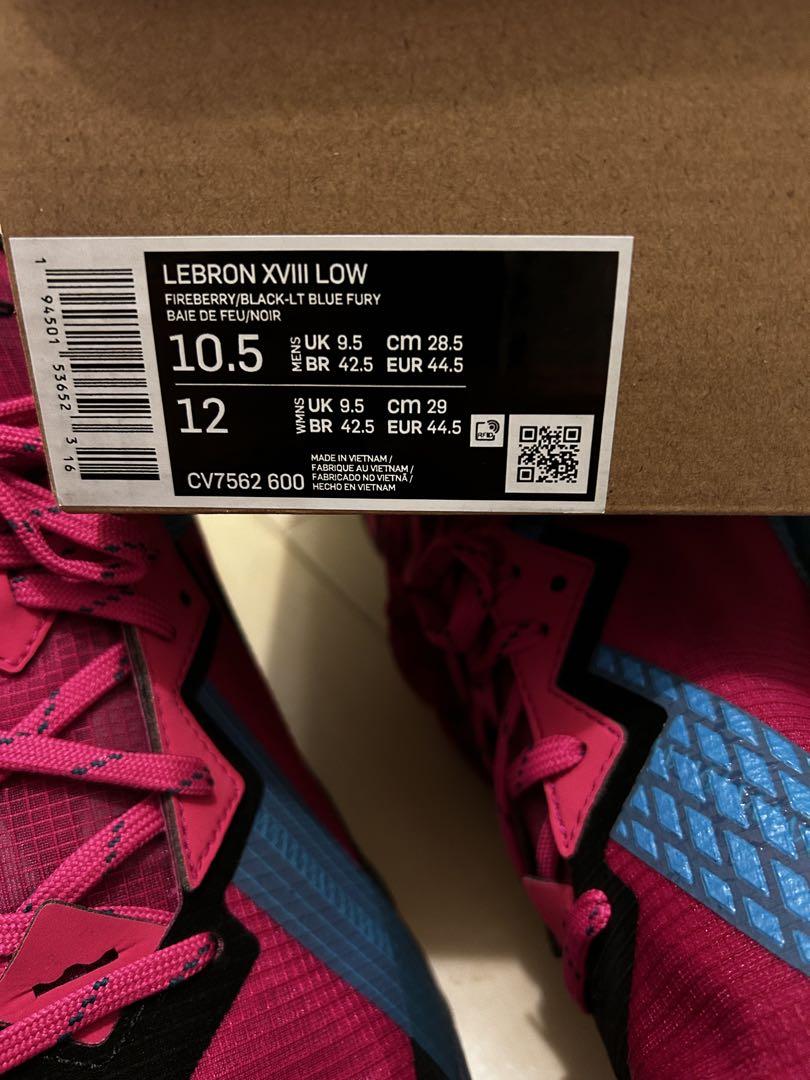 LEBRON XVIII LOW
FIREBERRY/BLACK-LT BLUE FURY
BAIE DE FEU/NOIR
10.5 MENS UK 9.5 cm 28.5
BR 42.5 EUR 44.5
12 WMNS UK 9.5 cm 29
BR 42.5 EUR 44.5
RFID
CV7562 600
MADE IN VIETNAM /
FABRIQUE AU VIETNAM /
FABRICADO NO VIETNÃ /
HECHO EN VIETNAM
1 94501 53652 3 16